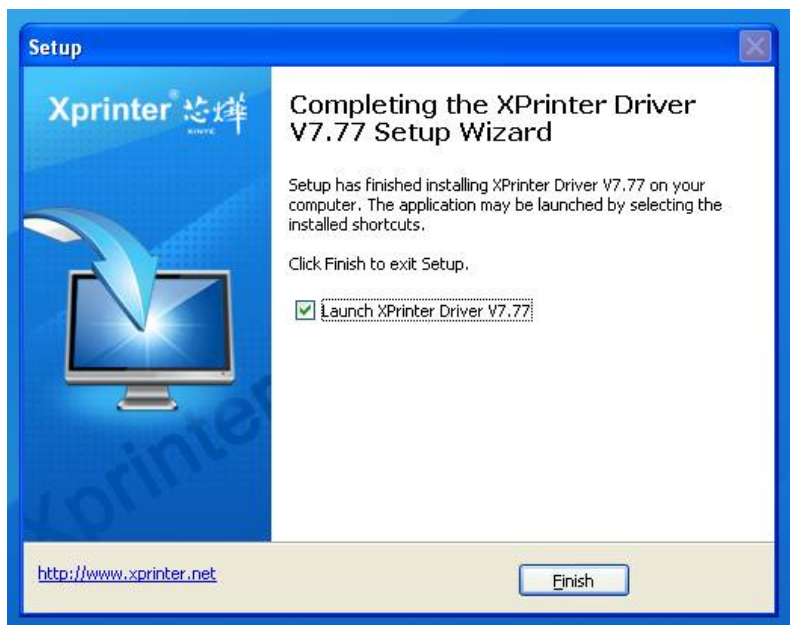 Setup
Xprinter® 芯烨
XINYE
Completing the XPrinter Driver
V7.77 Setup Wizard
Setup has finished installing XPrinter Driver V7.77 on your
computer. The application may be launched by selecting the
installed shortcuts.
Click Finish to exit Setup.
Launch XPrinter Driver V7.77
Xprinter
http://www.xprinter.net
Finish